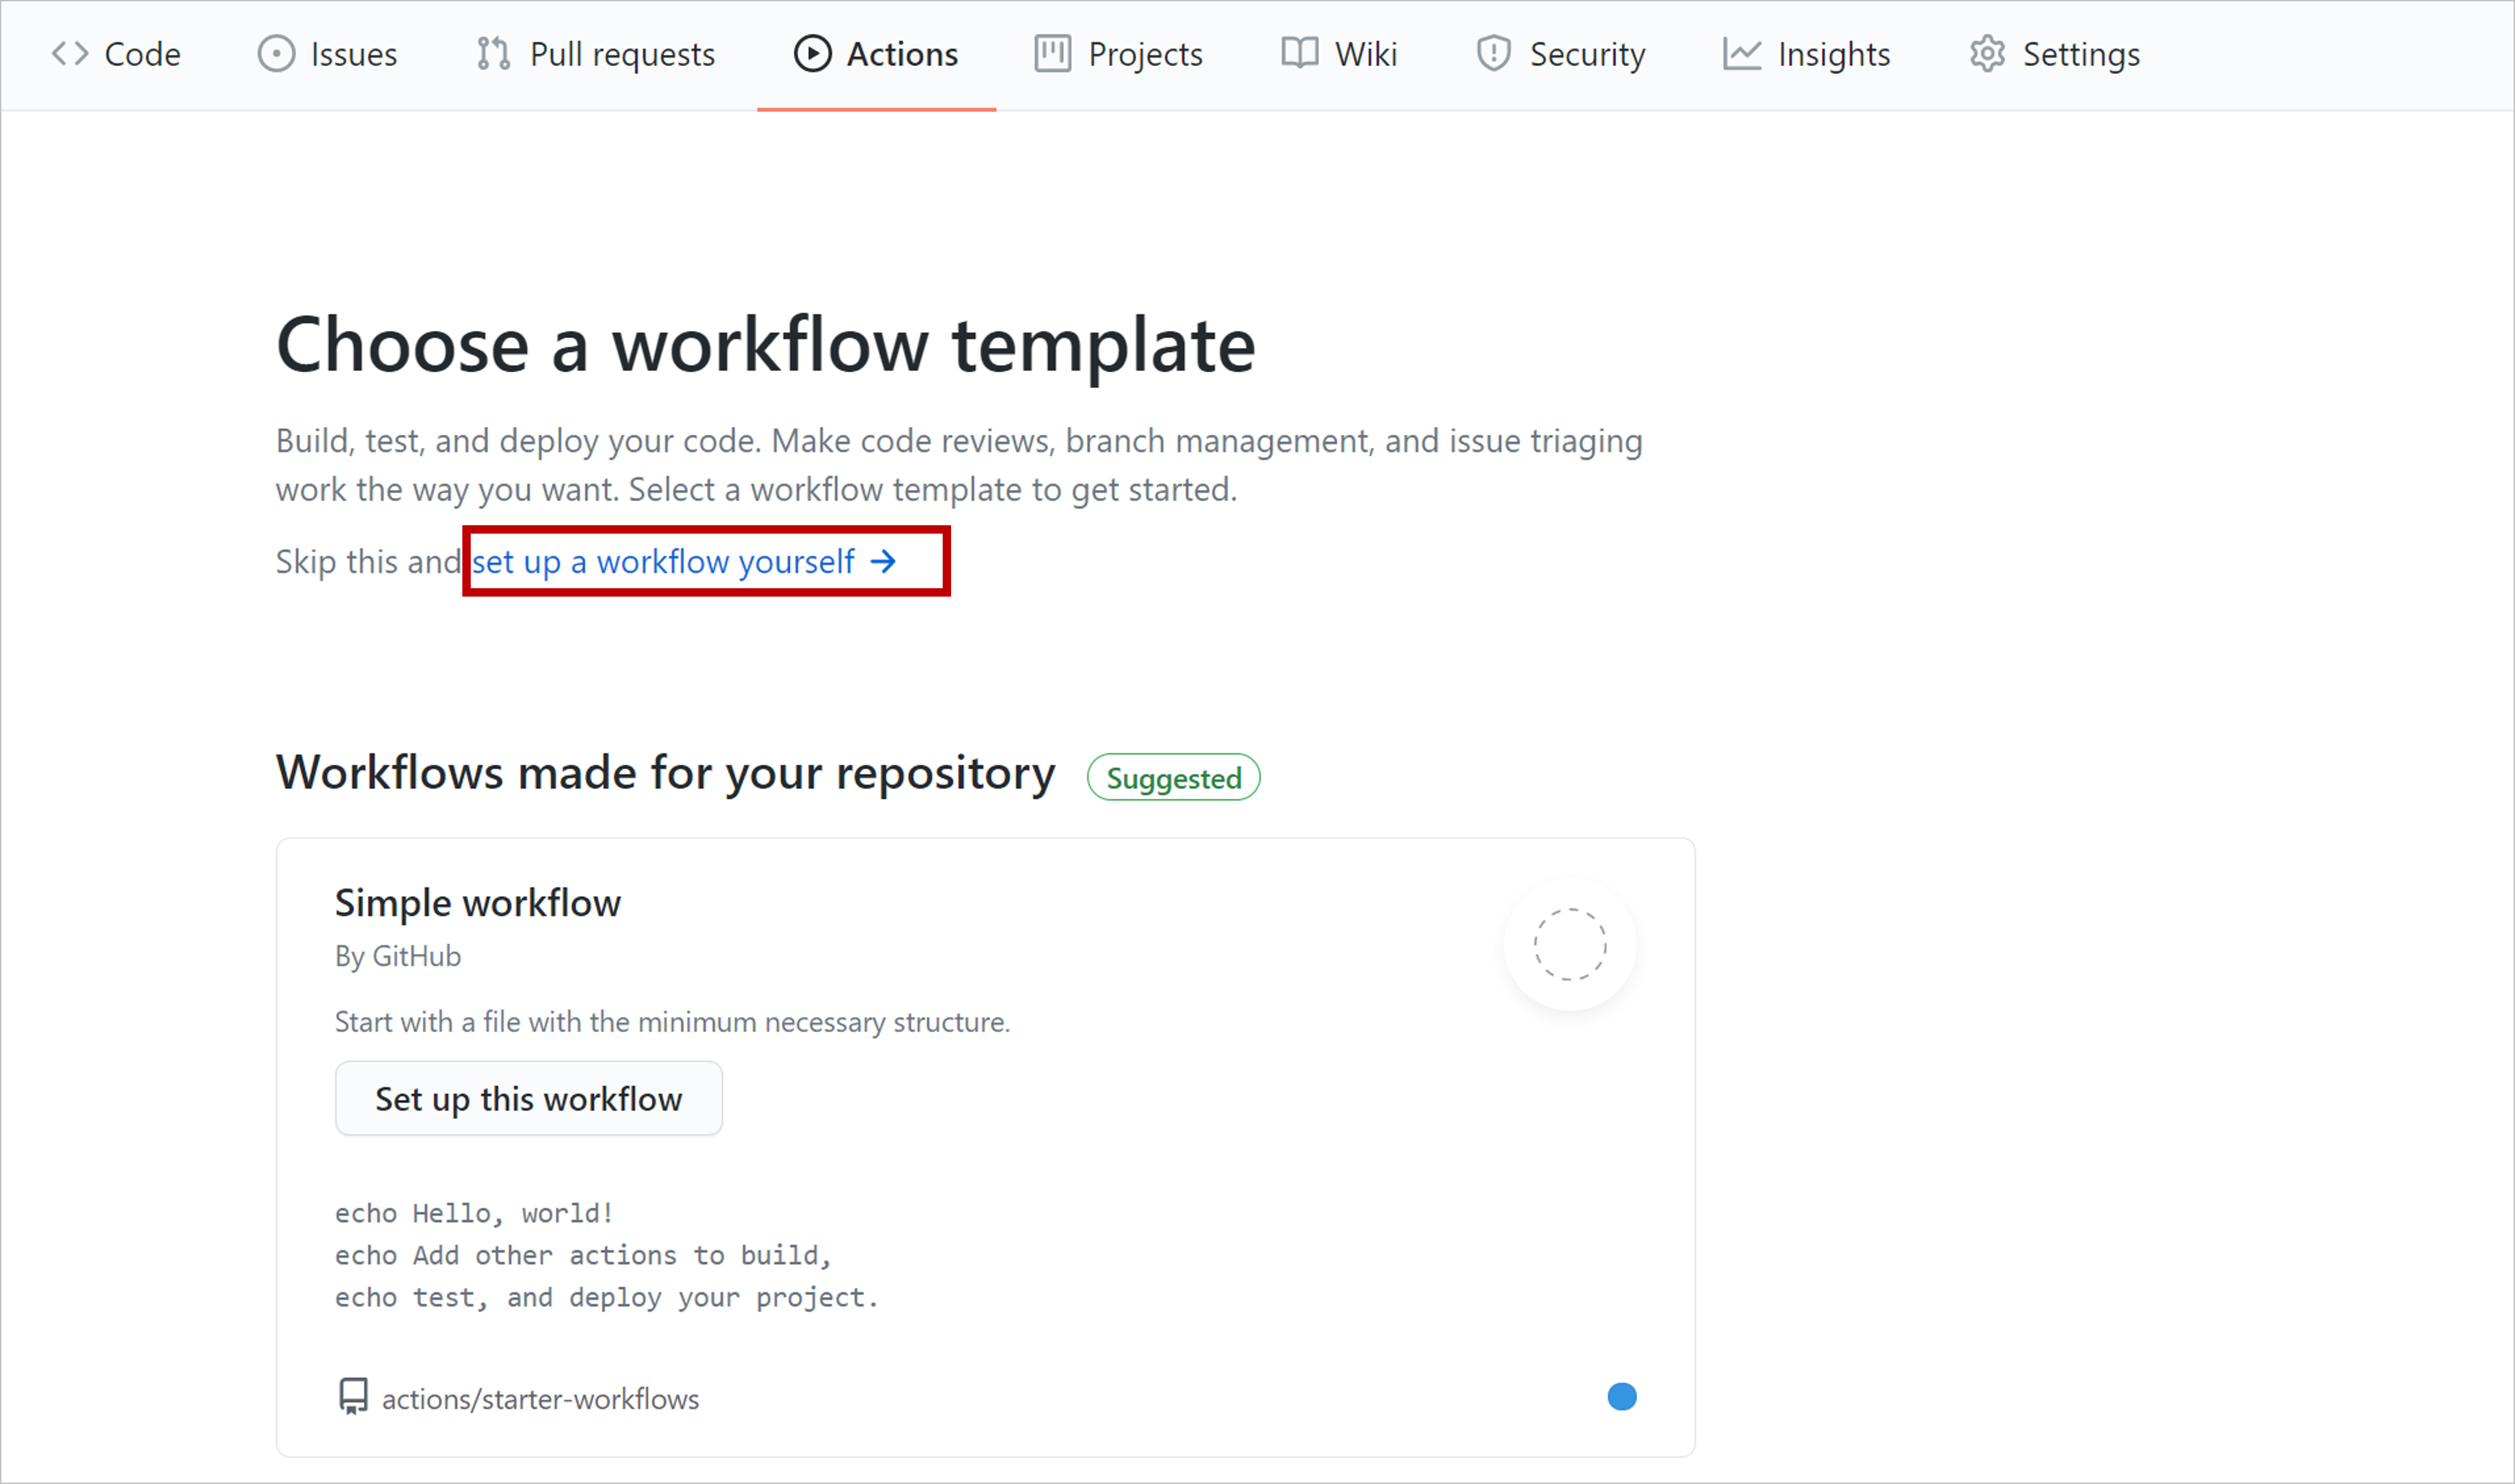 Code Issues Pull requests Actions Projects Wiki Security Insights Settings
Choose a workflow template
Build, test, and deploy your code. Make code reviews, branch management, and issue triaging
work the way you want. Select a workflow template to get started.
Skip this and set up a workflow yourself →
Workflows made for your repository Suggested
Simple workflow
By GitHub
Start with a file with the minimum necessary structure.
Set up this workflow
echo Hello, world!
echo Add other actions to build,
echo test, and deploy your project.
actions/starter-workflows